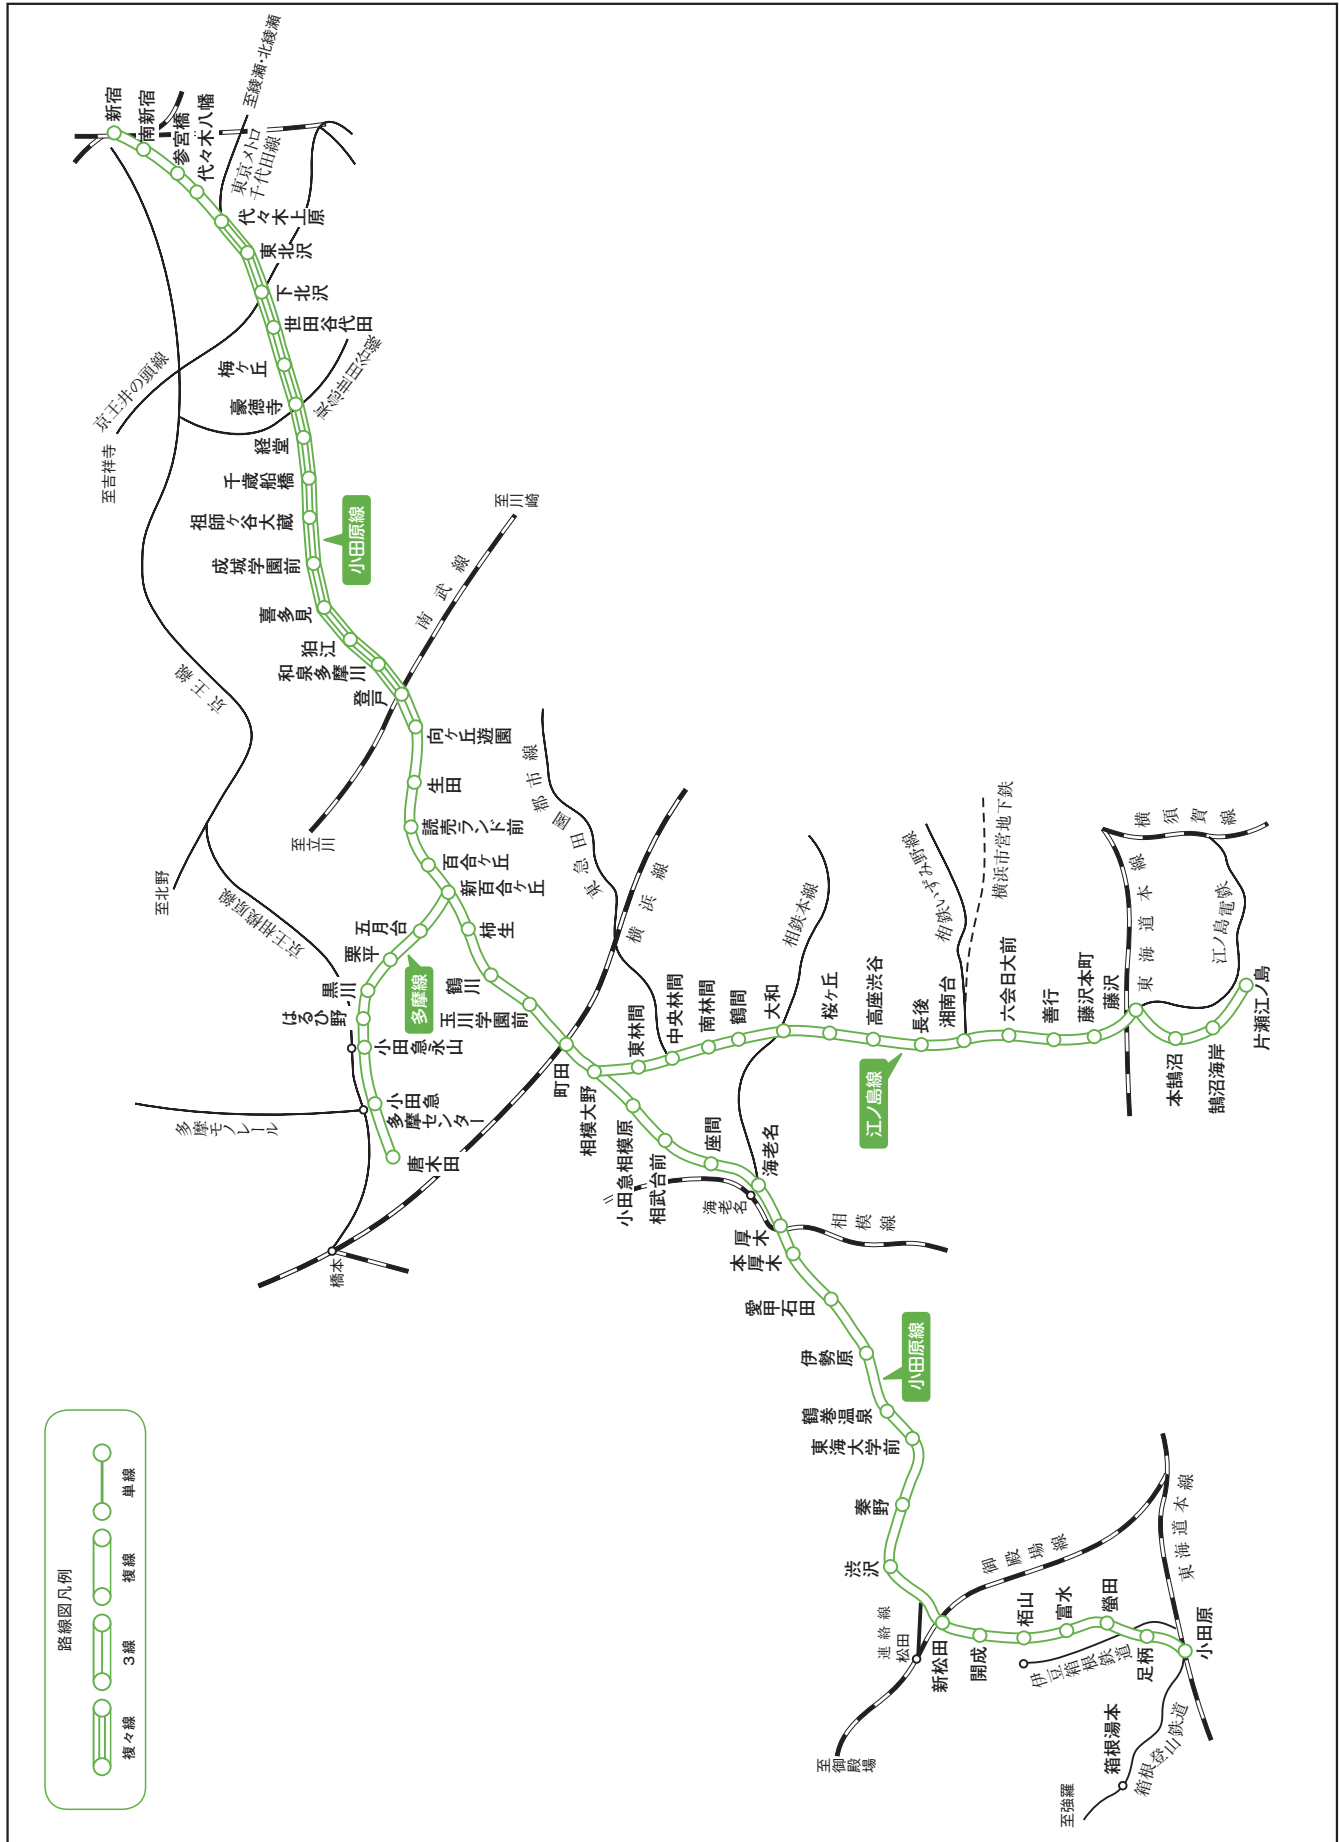 新宿
南新宿
参宮橋
代々木八幡
至綾瀬・北綾瀬
東京メトロ
千代田線
代々木上原
東北沢
下北沢
世田谷代田
梅ヶ丘
豪徳寺
東急世田谷線
経堂
千歳船橋
祖師ヶ谷大蔵
成城学園前
喜多見
狛江
和泉多摩川
登戸
京王井の頭線
至吉祥寺
小田原線
至川崎
南武線
至立川
京王線
至北野
京王相模原線
向ヶ丘遊園
生田
読売ランド前
百合ヶ丘
新百合ヶ丘
五月台
栗平
黒川
はるひ野
小田急永山
小田急
多摩センター
唐木田
多摩線
多摩モノレール
橋本
柿生
鶴川
玉川学園前
町田
相模大野
東急田園都市線
横浜線
東林間
中央林間
南林間
鶴間
大和
相鉄本線
桜ヶ丘
高座渋谷
長後
湘南台
相鉄いずみ野線
横浜市営地下鉄
六会日大前
善行
藤沢本町
藤沢
本鵠沼
鵠沼海岸
片瀬江ノ島
江ノ島線
東海道本線
横須賀線
江ノ島電鉄
小田急相模原
相武台前
座間
海老名
海老名
厚木
本厚木
相模線
愛甲石田
伊勢原
小田原線
鶴巻温泉
東海大学前
秦野
渋沢
連絡線
松田
新松田
御殿場線
至御殿場
開成
栢山
富水
螢田
足柄
小田原
東海道本線
伊豆箱根鉄道
箱根湯本
箱根登山鉄道
至強羅
路線図凡例
単線
複線
3線
複々線